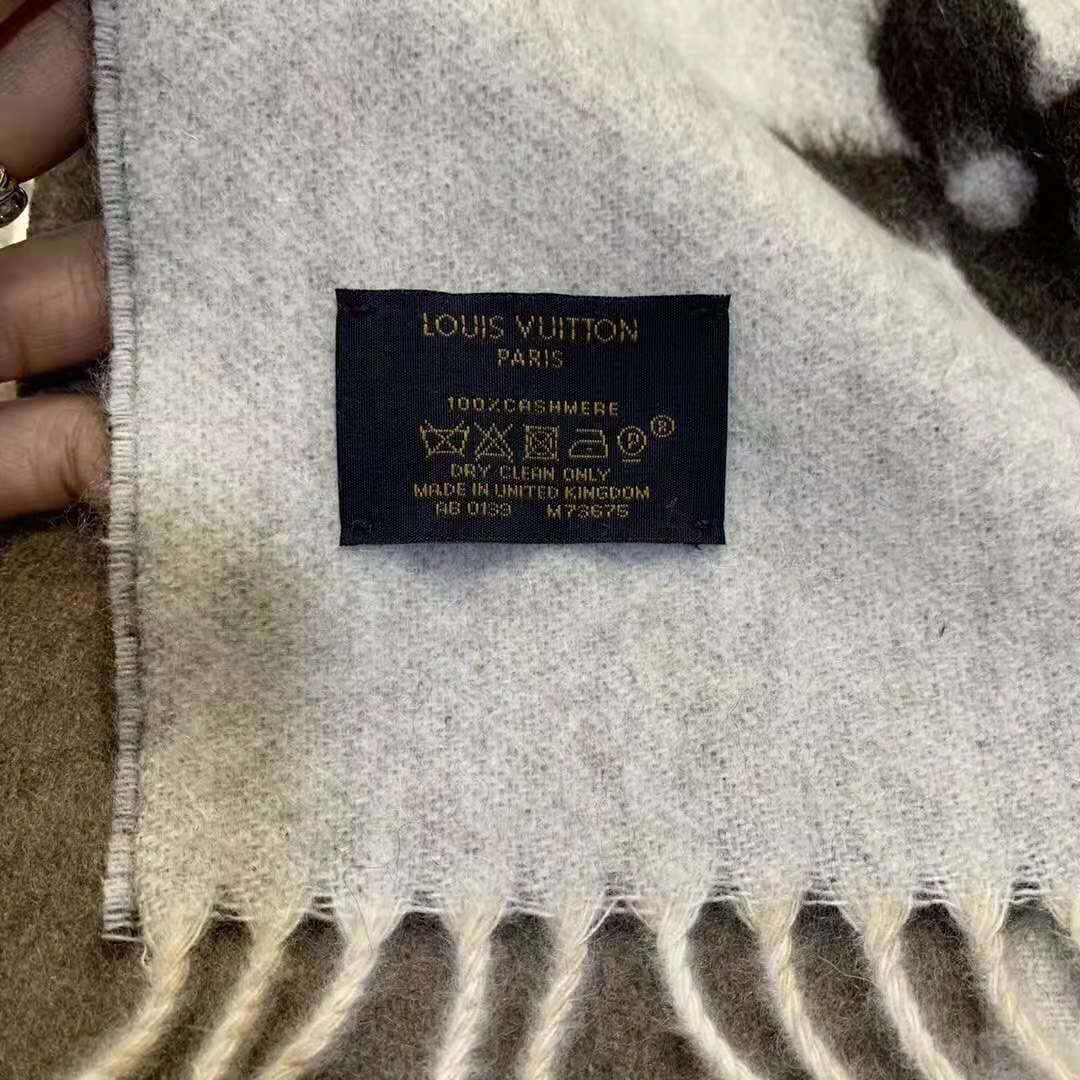 LOUIS VUITTON
PARIS
100%CASHMERE
P ®
DRY CLEAN ONLY
MADE IN UNITED KINGDOM
AB 0139 M73675